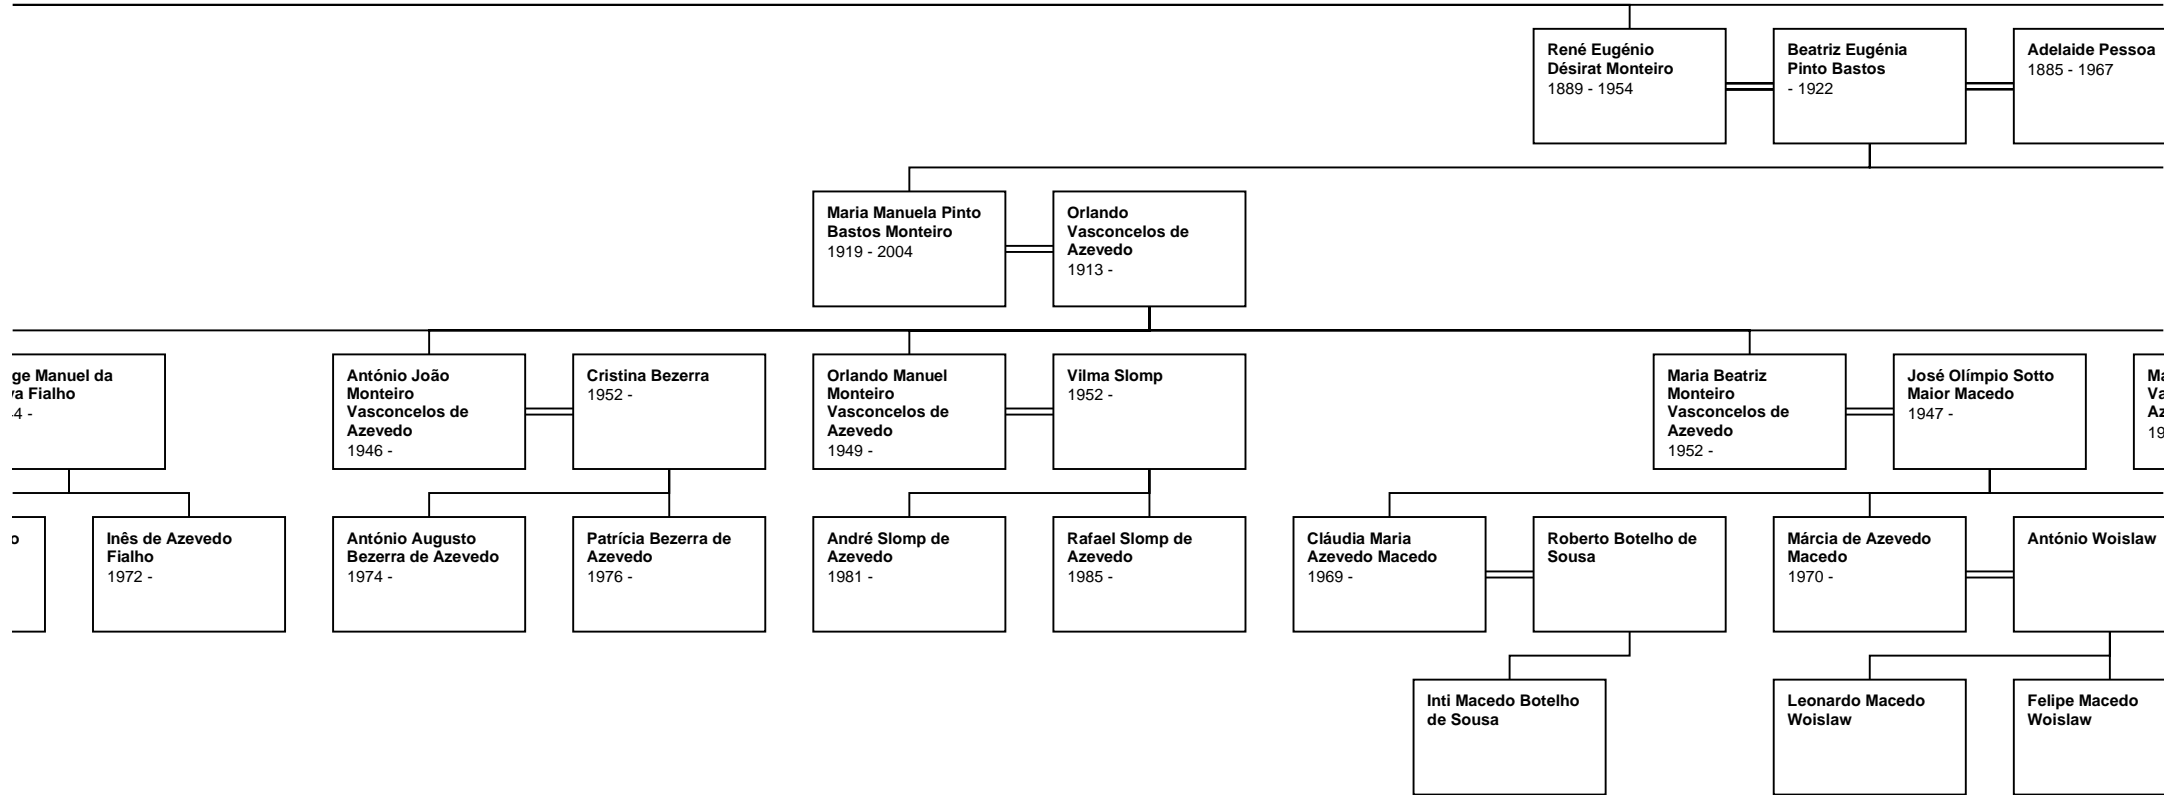 René Eugénio
Désirat Monteiro
1889 - 1954
Beatriz Eugénia
Pinto Bastos
- 1922
Adelaide Pessoa
1885 - 1967
Maria Manuela Pinto
Bastos Monteiro
1919 - 2004
Orlando
Vasconcelos de
Azevedo
1913 -
Manuel da
Fialho
António João
Monteiro
Vasconcelos de
Azevedo
1946 -
Cristina Bezerra
1952 -
Orlando Manuel
Monteiro
Vasconcelos de
Azevedo
1949 -
Vilma Slomp
1952 -
Maria Beatriz
Monteiro
Vasconcelos de
Azevedo
1952 -
José Olímpio Sotto
Maior Macedo
1947 -
Inês de Azevedo
Fialho
1972 -
António Augusto
Bezerra de Azevedo
1974 -
Patrícia Bezerra de
Azevedo
1976 -
André Slomp de
Azevedo
1981 -
Rafael Slomp de
Azevedo
1985 -
Cláudia Maria
Azevedo Macedo
1969 -
Roberto Botelho de
Sousa
Márcia de Azevedo
Macedo
1970 -
António Woislaw
Inti Macedo Botelho
de Sousa
Leonardo Macedo
Woislaw
Felipe Macedo
Woislaw